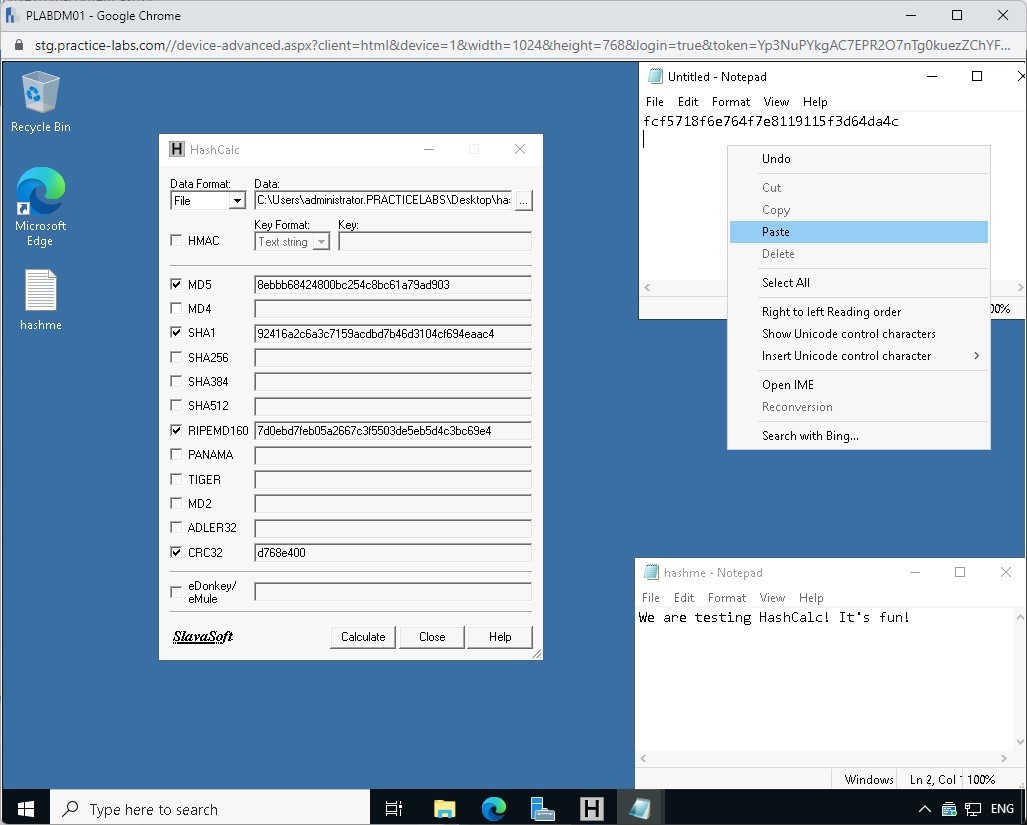 PLABDM01 - Google Chrome
stg.practice-labs.com//device-advanced.aspx?client=html&device=1&width=1024&height=768&login=true&token=Yp3NuPYkgAC7EPR2O7nTg0kuezZChYF...
Recycle Bin
Microsoft
Edge
hashme
H HashCalc
Data Format:
Data:
File
C:\Users\administrator.PRACTICELABS\Desktop\ha:
...
HMAC
Key Format:
Key:
Text string
MD5
8ebbb68424800bc254c8bc61a79ad903
MD4
SHA1
92416a2c6a3c7159acdbd7b46d3104cf694eaac4
SHA256
SHA384
SHA512
RIPEMD160
7d0ebd7feb05a2667c3f5503de5eb5d4c3bc69e4
PANAMA
TIGER
MD2
ADLER32
CRC32
d768e400
eDonkey/
eMule
SlavaSoft
Calculate
Close
Help
Untitled - Notepad
File Edit Format View Help
fcf5718f6e764f7e8119115f3d64da4c
Undo
Cut
Copy
Paste
Delete
Select All
Right to left Reading order
Show Unicode control characters
Insert Unicode control character
Open IME
Reconversion
Search with Bing...
00%
hashme - Notepad
File Edit Format View Help
We are testing HashCalc! It's fun!
Windows
Ln 2, Col
100%
Type here to search
H
ENG